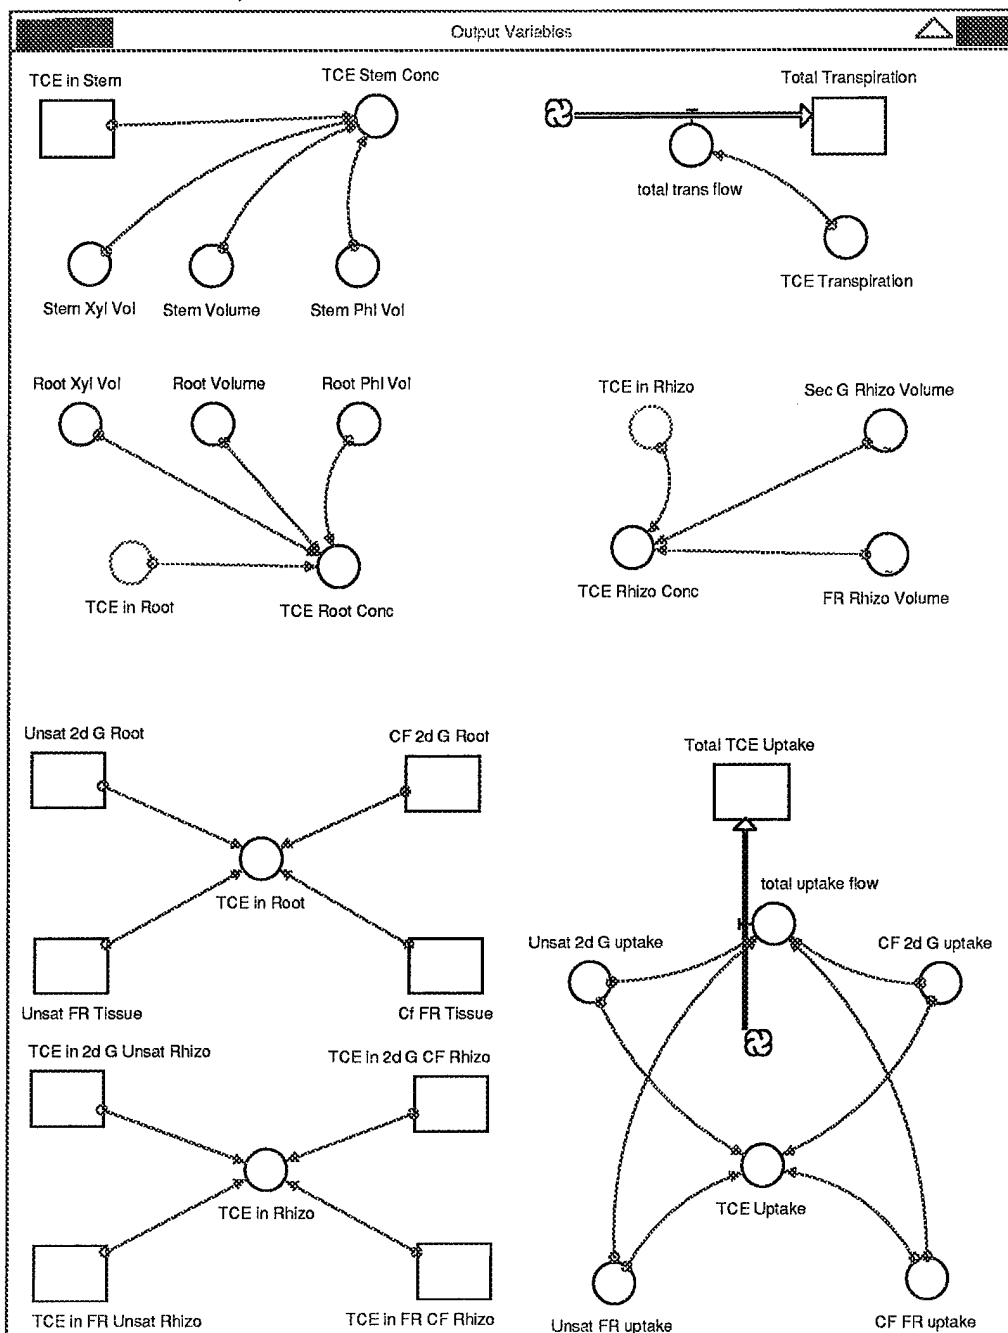 Output Variables
TCE in Stem
TCE Stem Conc
Total Transpiration
total trans flow
TCE Transpiration
Stem Xyl Vol
Stem Volume
Stem Phl Vol
Root Xyl Vol
Root Volume
Root Phl Vol
TCE in Rhizo
Sec G Rhizo Volume
TCE in Root
TCE Root Conc
TCE Rhizo Conc
FR Rhizo Volume
Unsat 2d G Root
CF 2d G Root
TCE in Root
Unsat FR Tissue
Cf FR Tissue
Total TCE Uptake
total uptake flow
Unsat 2d G uptake
CF 2d G uptake
TCE in 2d G Unsat Rhizo
TCE in 2d G CF Rhizo
TCE in Rhizo
TCE in FR Unsat Rhizo
TCE in FR CF Rhizo
TCE Uptake
Unsat FR uptake
CF FR uptake